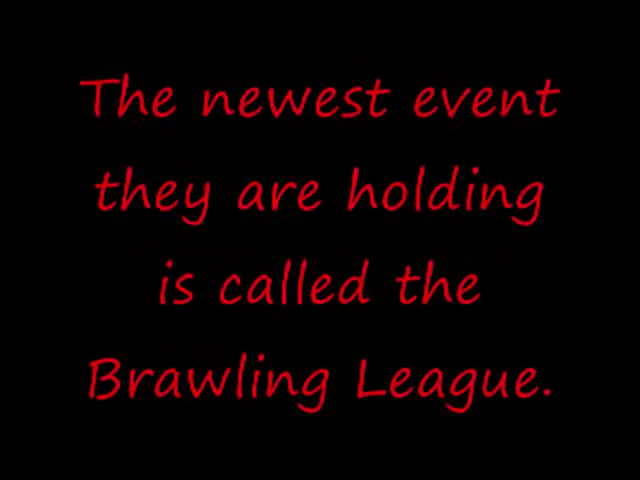 The newest event
they are holding
is called the
Brawling League.